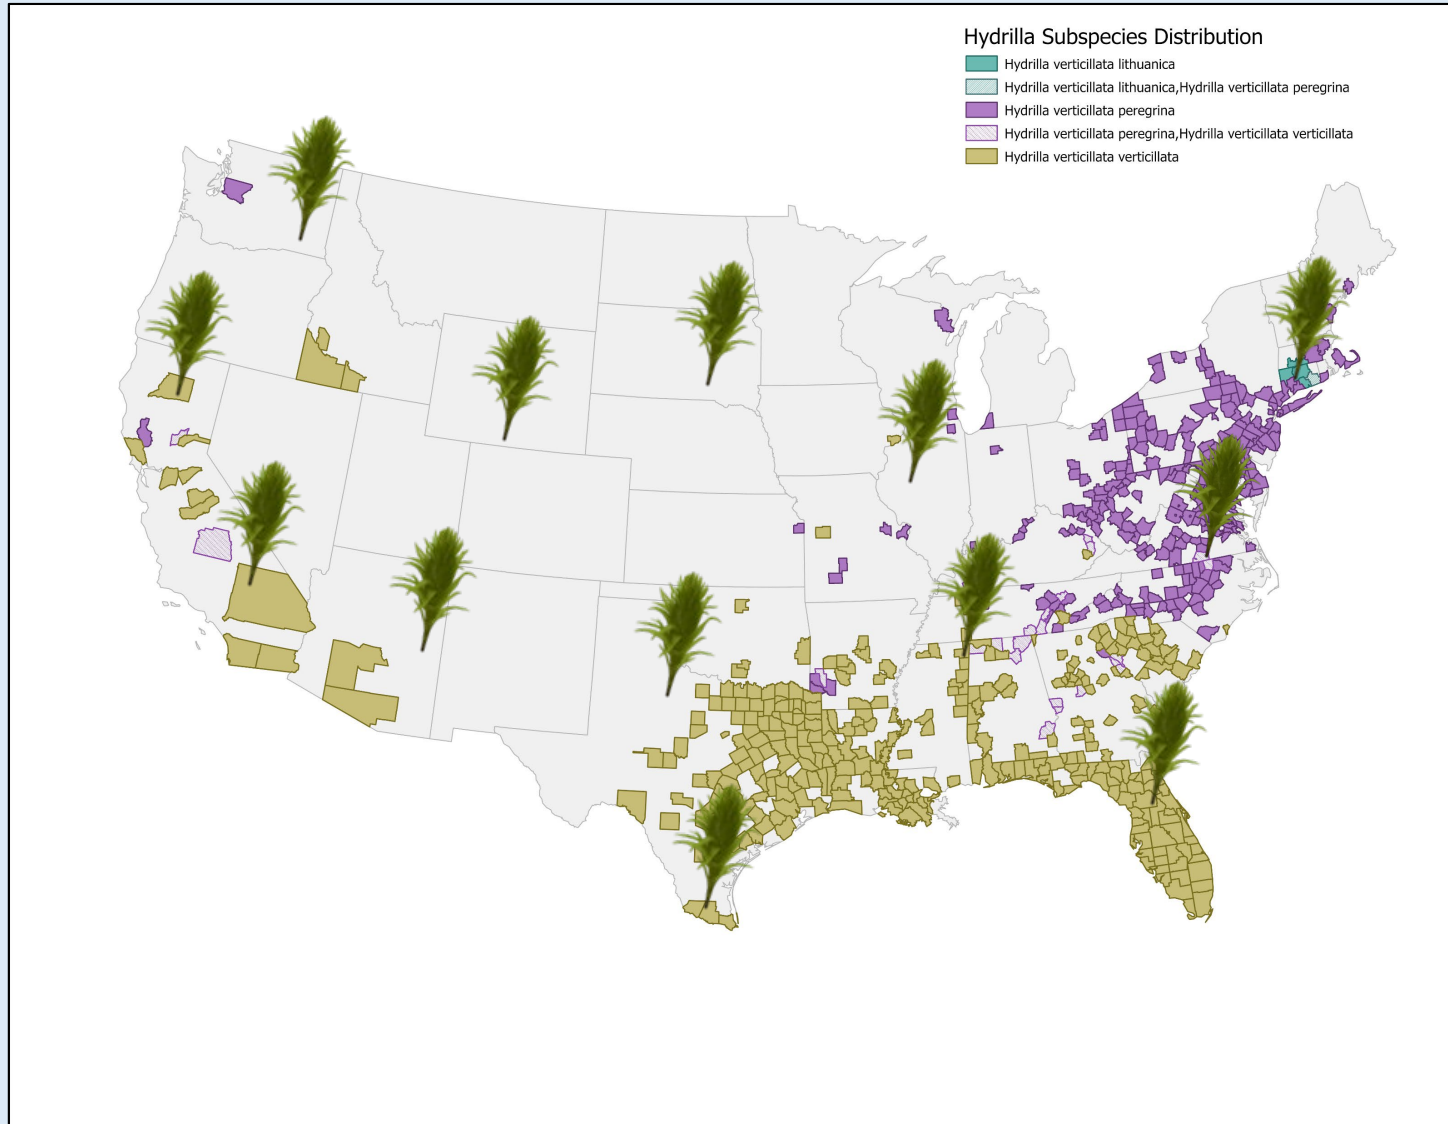 Hydrilla Subspecies Distribution
Hydrilla verticillata lithuanica
Hydrilla verticillata lithuanica,Hydrilla verticillata peregrina
Hydrilla verticillata peregrina
Hydrilla verticillata peregrina,Hydrilla verticillata verticillata
Hydrilla verticillata verticillata